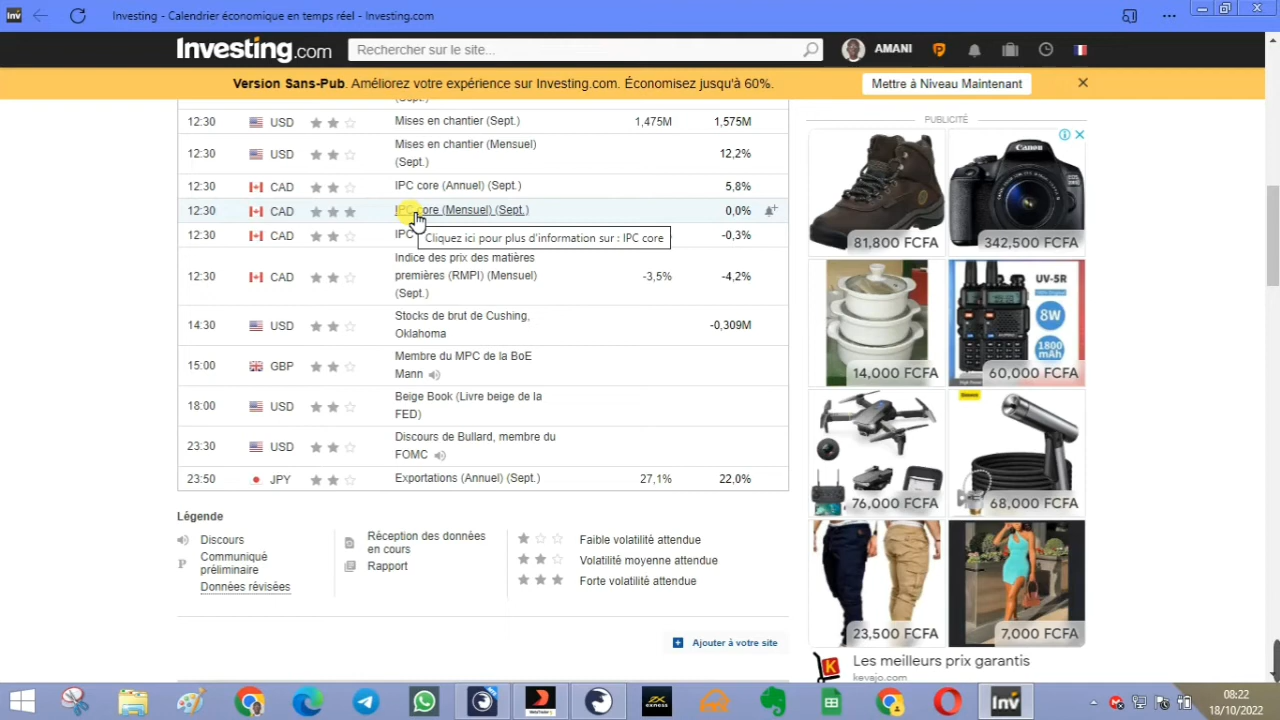 Investing - Calendrier économique en temps réel - Investing.com
Investing.com
Rechercher sur le site...
AMANI
Version Sans-Pub. Améliorez votre expérience sur Investing.com. Économisez jusqu'à 60%.
Mettre à Niveau Maintenant
(Sept.)
12:30 USD Mises en chantier (Sept.) 1,475M 1,575M
12:30 USD Mises en chantier (Mensuel)
(Sept.) 12,2%
12:30 CAD IPC core (Annuel) (Sept.) 5,8%
12:30 CAD IPC core (Mensuel) (Sept.) 0,0%
12:30 CAD IPC -0,3%
Cliquez ici pour plus d'information sur : IPC core
12:30 CAD Indice des prix des matières
premières (RMPI) (Mensuel)
(Sept.) -3,5% -4,2%
14:30 USD Stocks de brut de Cushing,
Oklahoma -0,309M
15:00 GBP Membre du MPC de la BoE
Mann
18:00 USD Beige Book (Livre beige de la
FED)
23:30 USD Discours de Bullard, membre du
FOMC
23:50 JPY Exportations (Annuel) (Sept.) 27,1% 22,0%
Légende
Discours
P Communiqué
préliminaire
Données révisées
Réception des données
en cours
Rapport
Faible volatilité attendue
Volatilité moyenne attendue
Forte volatilité attendue
Ajouter à votre site
PUBLICITÉ
81,800 FCFA
Canon
342,500 FCFA
14,000 FCFA
UV-5R
8W
1800
mAh
60,000 FCFA
76,000 FCFA
68,000 FCFA
23,500 FCFA
7,000 FCFA
Les meilleurs prix garantis
kevajo.com
exness
Inv
08:22
18/10/2022